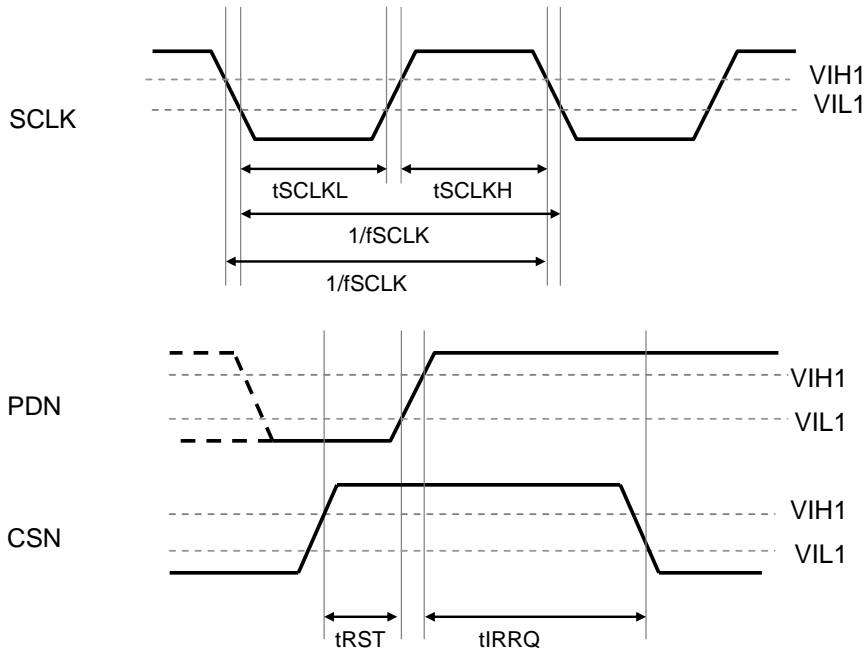 VIH1
VIL1
SCLK
tSCLKL
tSCLKH
1/fSCLK
1/fSCLK
VIH1
PDN
VIL1
VIH1
CSN
VIL1
tRST
tIRRQ